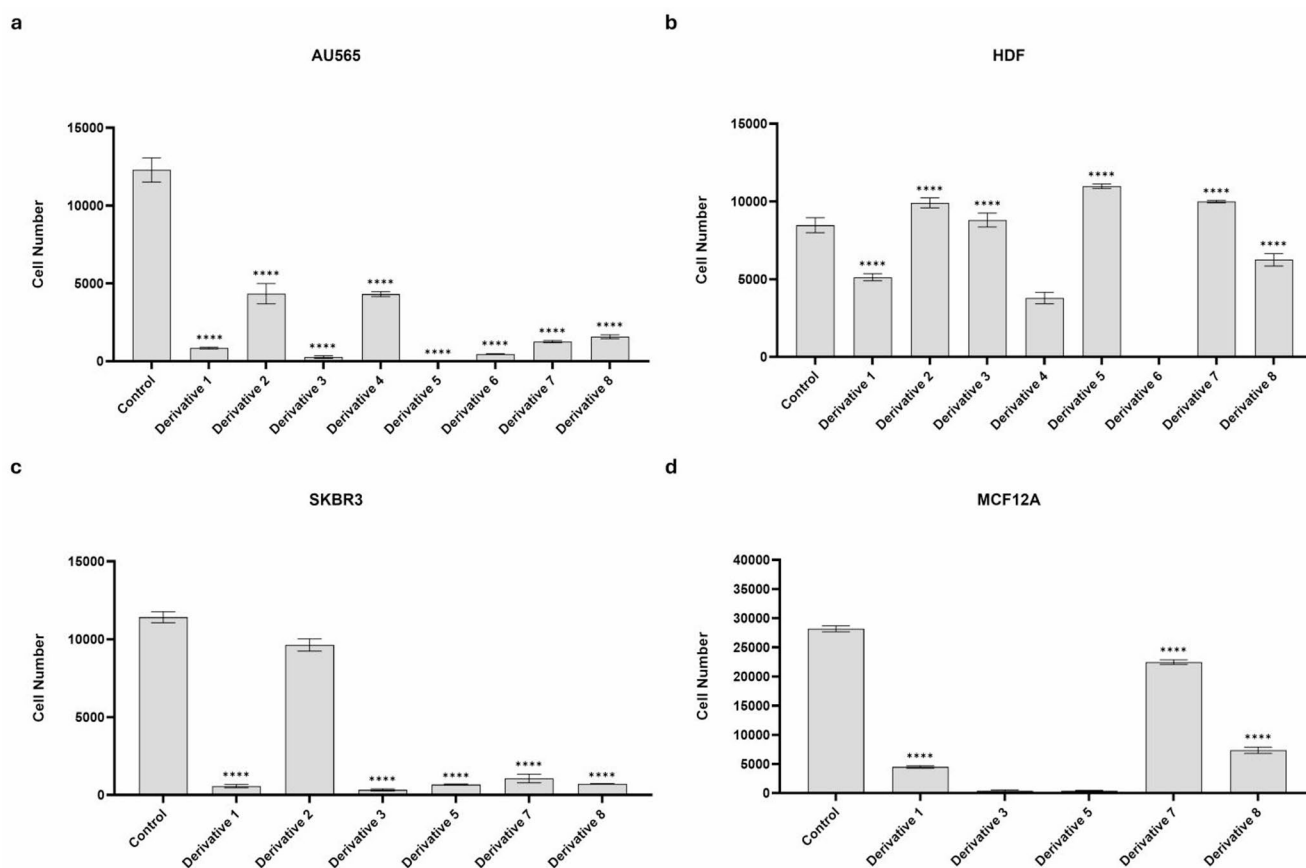 a
AU565
Cell Number
15000
10000
5000
0
****
****
****
****
****
****
****
****
Control
Derivative 1
Derivative 2
Derivative 3
Derivative 4
Derivative 5
Derivative 6
Derivative 7
Derivative 8
b
HDF
Cell Number
15000
10000
5000
0
****
****
****
****
****
****
Control
Derivative 1
Derivative 2
Derivative 3
Derivative 4
Derivative 5
Derivative 6
Derivative 7
Derivative 8
c
SKBR3
Cell Number
15000
10000
5000
0
****
****
****
****
****
Control
Derivative 1
Derivative 2
Derivative 3
Derivative 5
Derivative 7
Derivative 8
d
MCF12A
Cell Number
40000
35000
30000
25000
20000
15000
10000
5000
0
****
****
****
Control
Derivative 1
Derivative 3
Derivative 5
Derivative 7
Derivative 8